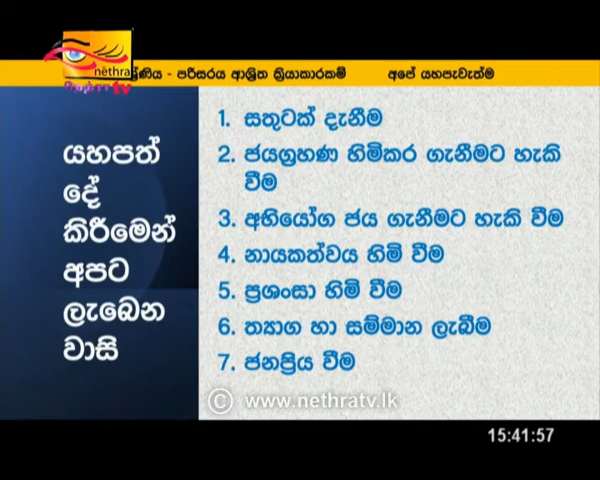 nethra
tv
ශ්‍රේණිය - පරිසරය ආශ්‍රිත ක්‍රියාකාරකම් අපේ යහපැවැත්ම
යහපත්
දේ
කිරීමෙන්
අපට
ලැබෙන
වාසි
1. සතුටක් දැනීම
2. ජයග්‍රහණ හිමිකර ගැනීමට හැකි
වීම
3. අභියෝග ජය ගැනීමට හැකි වීම
4. නායකත්වය හිමි වීම
5. ප්‍රශංසා හිමි වීම
6. ත්‍යාග හා සම්මාන ලැබීම
7. ජනප්‍රිය වීම
© www.nethratv.lk
15:41:57